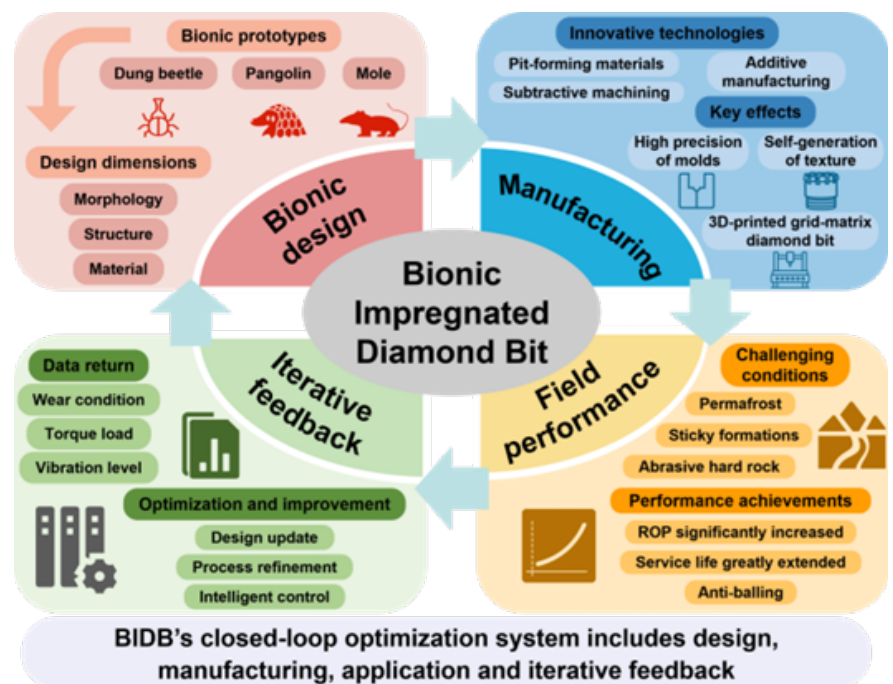 Bionic prototypes
Dung beetle
Pangolin
Mole
Design dimensions
Morphology
Structure
Material
Bionic
design
Innovative technologies
Pit-forming materials
Additive
manufacturing
Subtractive machining
Key effects
High precision
of molds
Self-generation
of texture
3D-printed grid-matrix
diamond bit
Manufacturing
Bionic
Impregnated
Diamond Bit
Challenging
conditions
Permafrost
Sticky formations
Abrasive hard rock
Performance achievements
ROP significantly increased
Service life greatly extended
Anti-balling
Field
performance
Data return
Wear condition
Torque load
Vibration level
Optimization and improvement
Design update
Process refinement
Intelligent control
Iterative
feedback
BIDB's closed-loop optimization system includes design,
manufacturing, application and iterative feedback